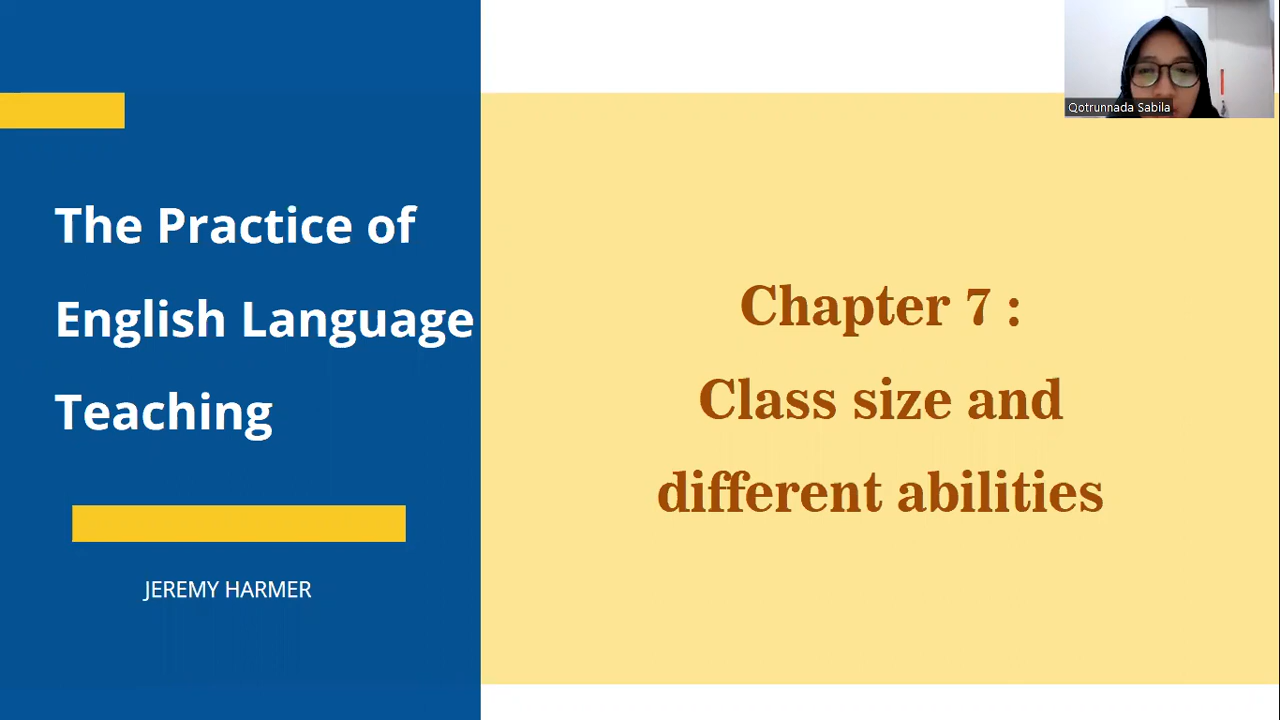 The Practice of
English Language
Teaching
JEREMY HARMER
Chapter 7 :
Class size and
different abilities
Qotrunnada Sabila